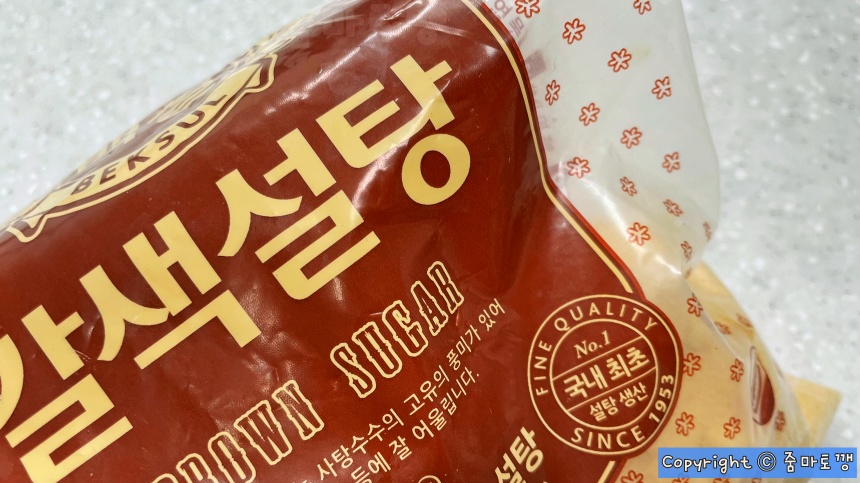 BEKSUL
갈색설탕
BROWN SUGAR
사탕수수의 고유의 풍미가 있어
등에 잘 어울립니다.
FINE QUALITY
No.1
국내 최초
설탕 생산
SINCE 1953
설탕
Copyright © 줌마토깽